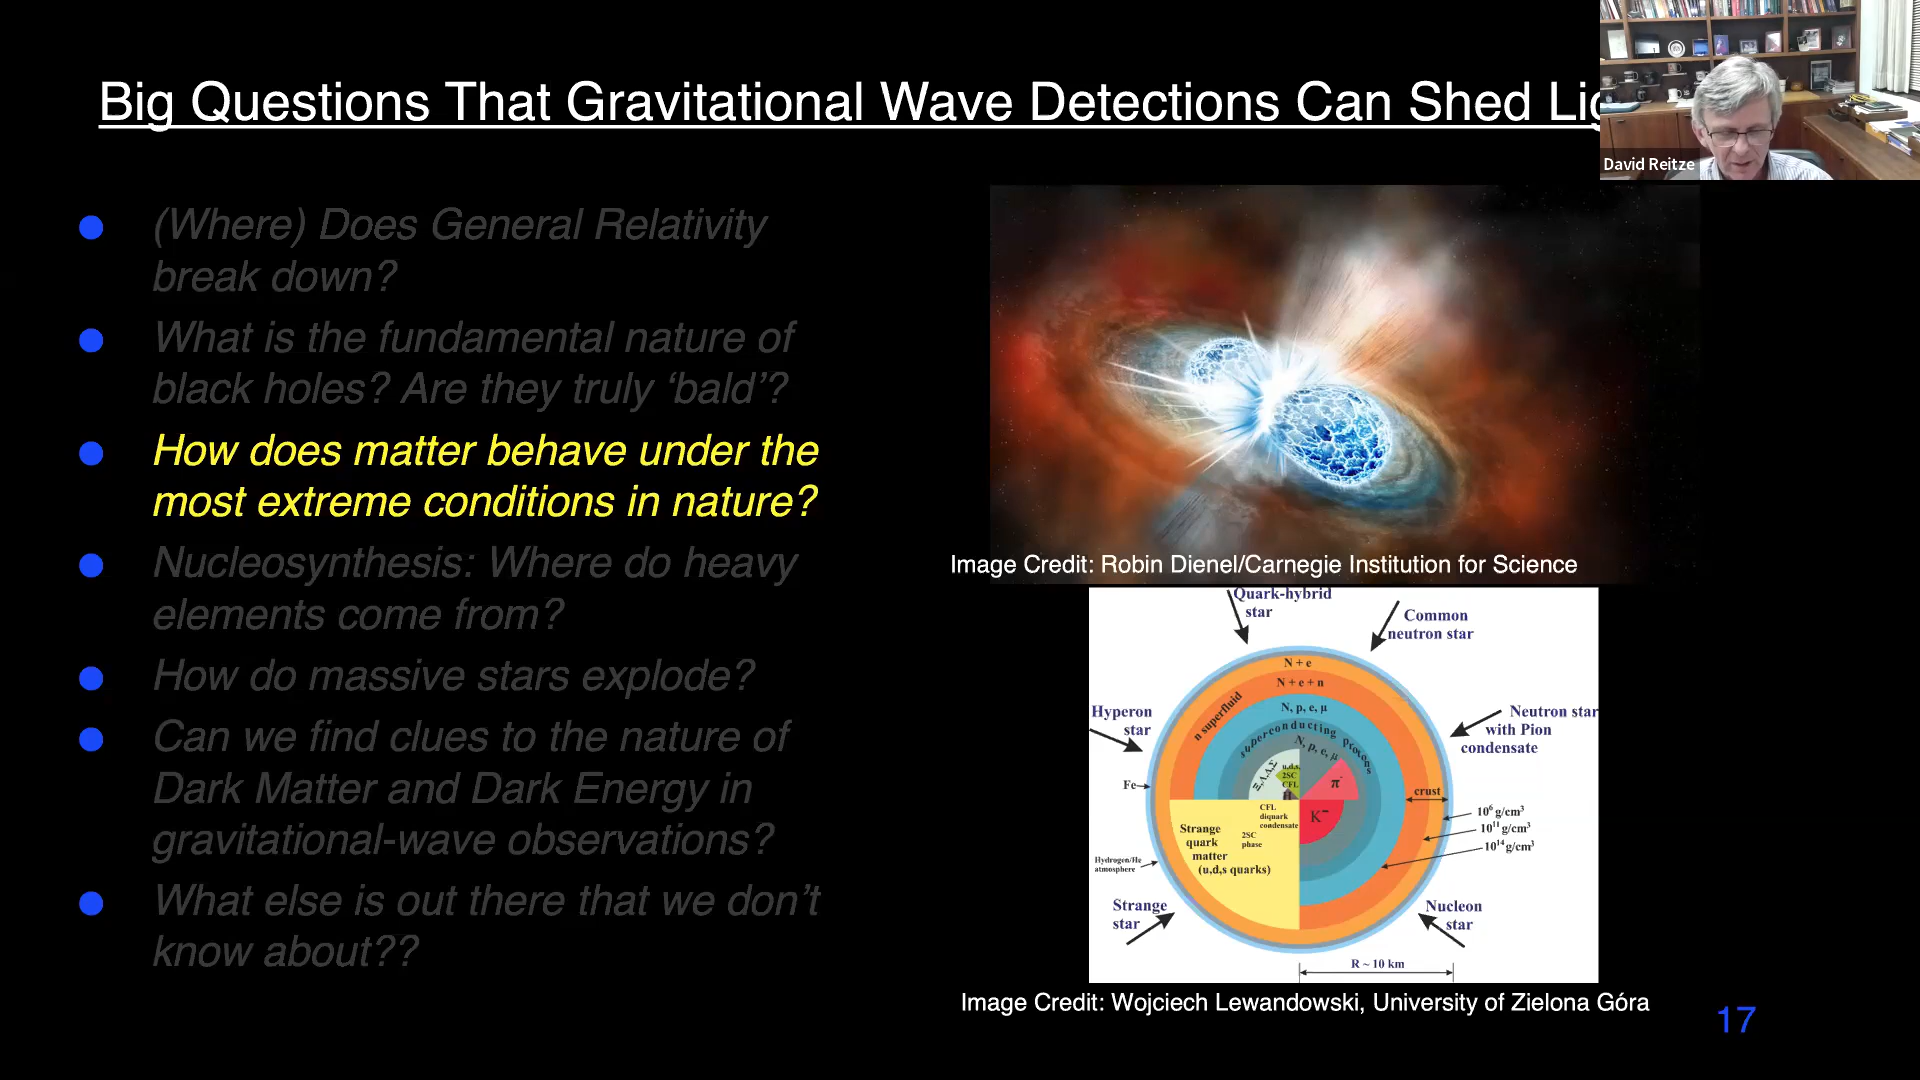 Big Questions That Gravitational Wave Detections Can Shed Lig
David Reitze
(Where) Does General Relativity
break down?
What is the fundamental nature of
black holes? Are they truly ‘bald’?
How does matter behave under the
most extreme conditions in nature?
Nucleosynthesis: Where do heavy
elements come from?
How do massive stars explode?
Can we find clues to the nature of
Dark Matter and Dark Energy in
gravitational-wave observations?
What else is out there that we don’t
know about??
Image Credit: Robin Dienel/Carnegie Institution for Science
Quark-hybrid
star
Common
neutron star
Hyperon
star
Neutron star
with Pion
condensate
N + e
N + e + n
n superfluid
N, p, e, μ
superconducting protons
N, p, e, μ
Ξ,Λ,Δ,Σ
u,d,s
2SC
CFL
π⁻
K⁻
CFL
diquark
condensate
2SC
phase
Strange
quark
matter
(u,d,s quarks)
Fe
crust
10⁶ g/cm³
10¹¹ g/cm³
10¹⁴ g/cm³
Hydrogen/He
atmosphere
Strange
star
Nucleon
star
R ~ 10 km
Image Credit: Wojciech Lewandowski, University of Zielona Góra
17